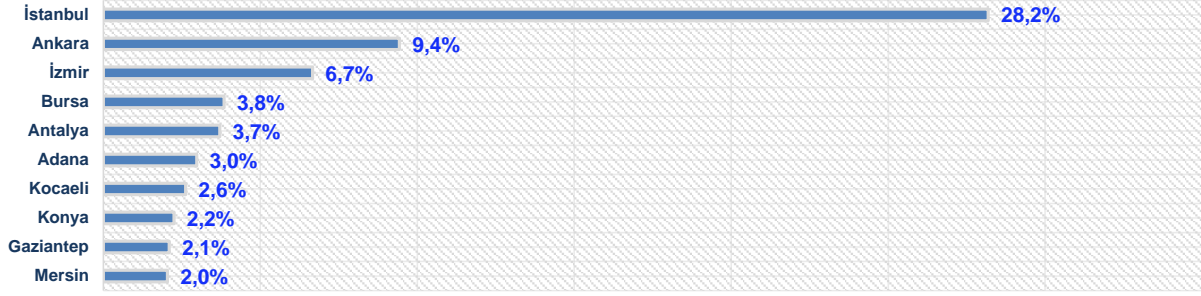 İstanbul 28,2%
Ankara 9,4%
İzmir 6,7%
Bursa 3,8%
Antalya 3,7%
Adana 3,0%
Kocaeli 2,6%
Konya 2,2%
Gaziantep 2,1%
Mersin 2,0%